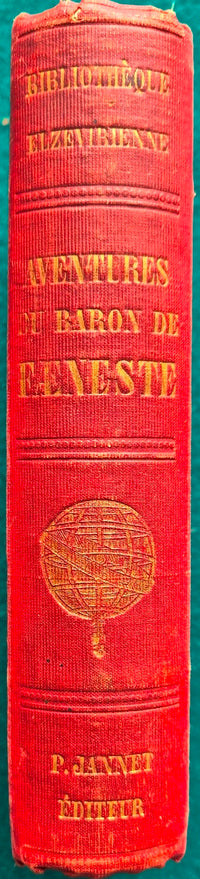 BIBLIOTHÈQUE
ELZEVIRIENNE
AVENTURES
DU BARON DE
FÆNESTE
P. JANNET
ÉDITEUR